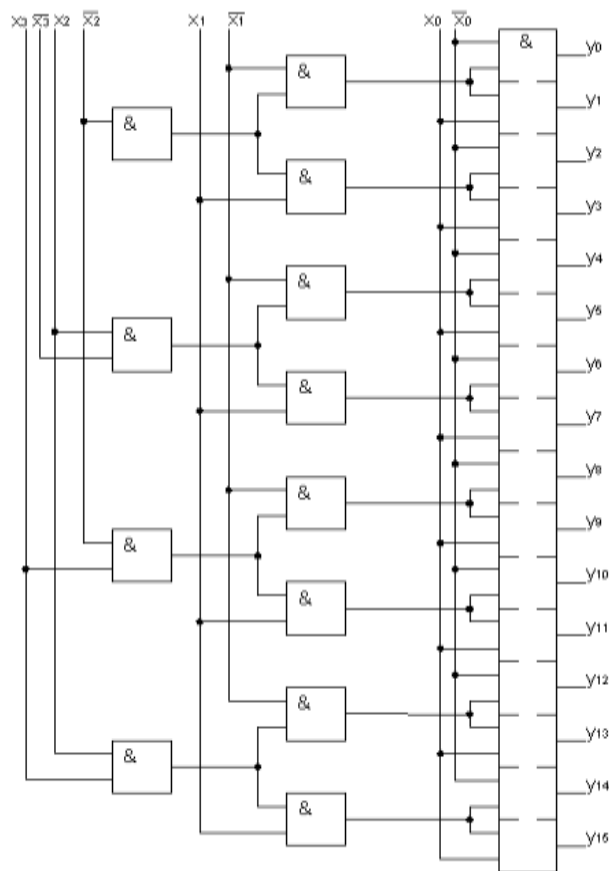 x3 x̅3̅ x2 x̅2̅ x1 x̅1̅ x0 x̅0̅
& & y0
y1
& y2
& y3
& y4
y5
& y6
& y7
& y8
y9
& y10
& y11
& y12
y13
& y14
& y15